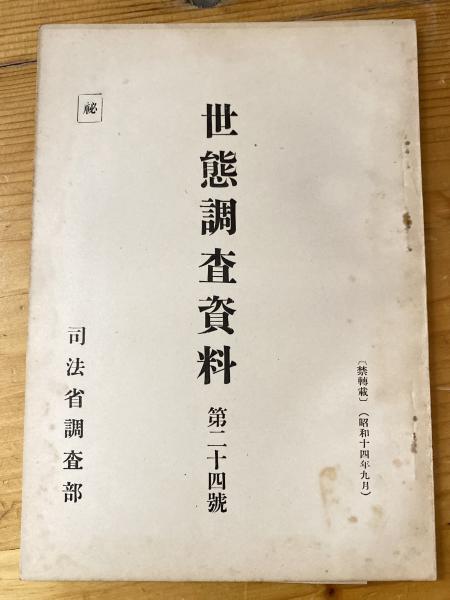 〔禁轉載〕（昭和十四年九月）
世態調査資料 第二十四號
祕
司法省調査部